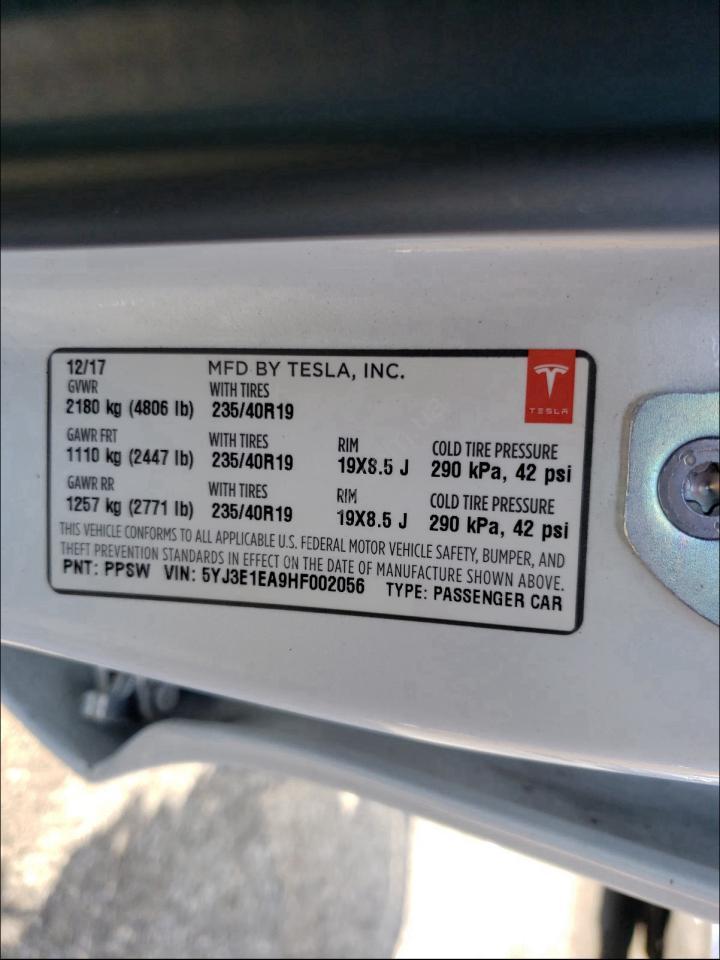 12/17 MFD BY TESLA, INC.
GVWR WITH TIRES
2180 kg (4806 lb) 235/40R19
TESLA
GAWR FRT WITH TIRES RIM COLD TIRE PRESSURE
1110 kg (2447 lb) 235/40R19 19X8.5 J 290 kPa, 42 psi
GAWR RR WITH TIRES RIM COLD TIRE PRESSURE
1257 kg (2771 lb) 235/40R19 19X8.5 J 290 kPa, 42 psi
THIS VEHICLE CONFORMS TO ALL APPLICABLE U.S. FEDERAL MOTOR VEHICLE SAFETY, BUMPER, AND
THEFT PREVENTION STANDARDS IN EFFECT ON THE DATE OF MANUFACTURE SHOWN ABOVE.
PNT: PPSW VIN: 5YJ3E1EA9HF002056 TYPE: PASSENGER CAR